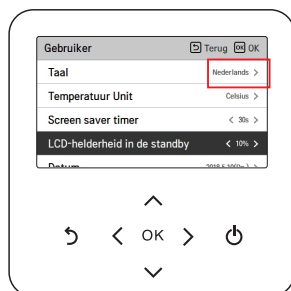 Gebruiker Terug OK OK
Taal Nederlands >
Temperatuur Unit Celsius >
Screen saver timer < 30s >
LCD-helderheid in de standby < 10% >
Datum
OK